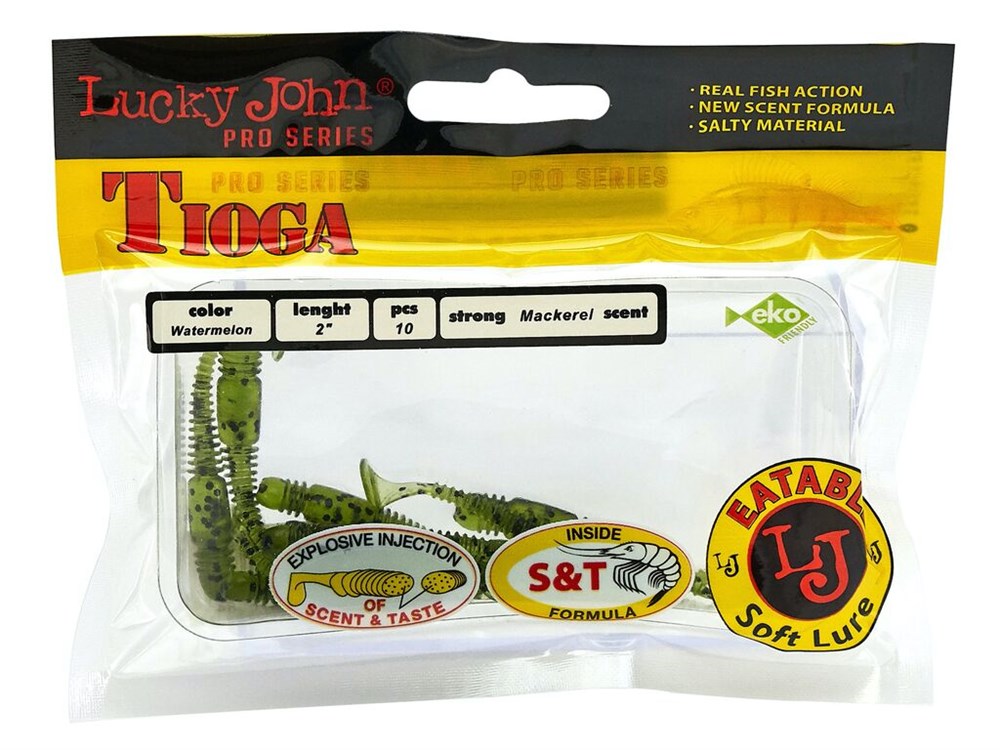 Lucky John®
PRO SERIES
· REAL FISH ACTION
· NEW SCENT FORMULA
· SALTY MATERIAL
PRO SERIES PRO SERIES
TIOGA
color
Watermelon
lenght
2"
pcs
10
strong Mackerel scent
eko
FRIENDLY
EXPLOSIVE INJECTION
OF
SCENT & TASTE
INSIDE
S&T
FORMULA
EATABL
LJ
LJ
LJ
Soft Lure